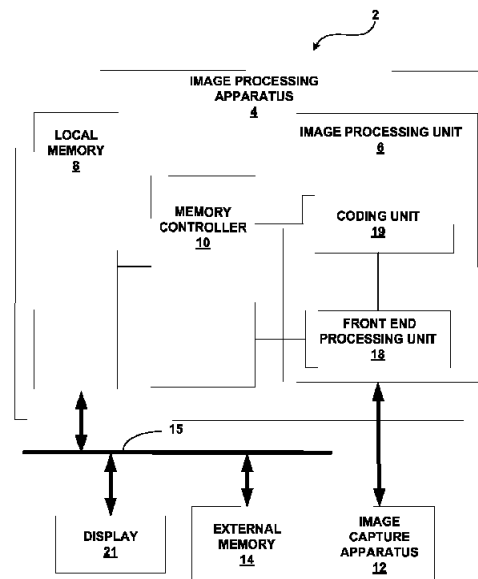 2
IMAGE PROCESSING
APPARATUS
4
LOCAL
MEMORY
8
IMAGE PROCESSING UNIT
6
MEMORY
CONTROLLER
10
CODING UNIT
19
FRONT END
PROCESSING UNIT
18
15
DISPLAY
21
EXTERNAL
MEMORY
14
IMAGE
CAPTURE
APPARATUS
12